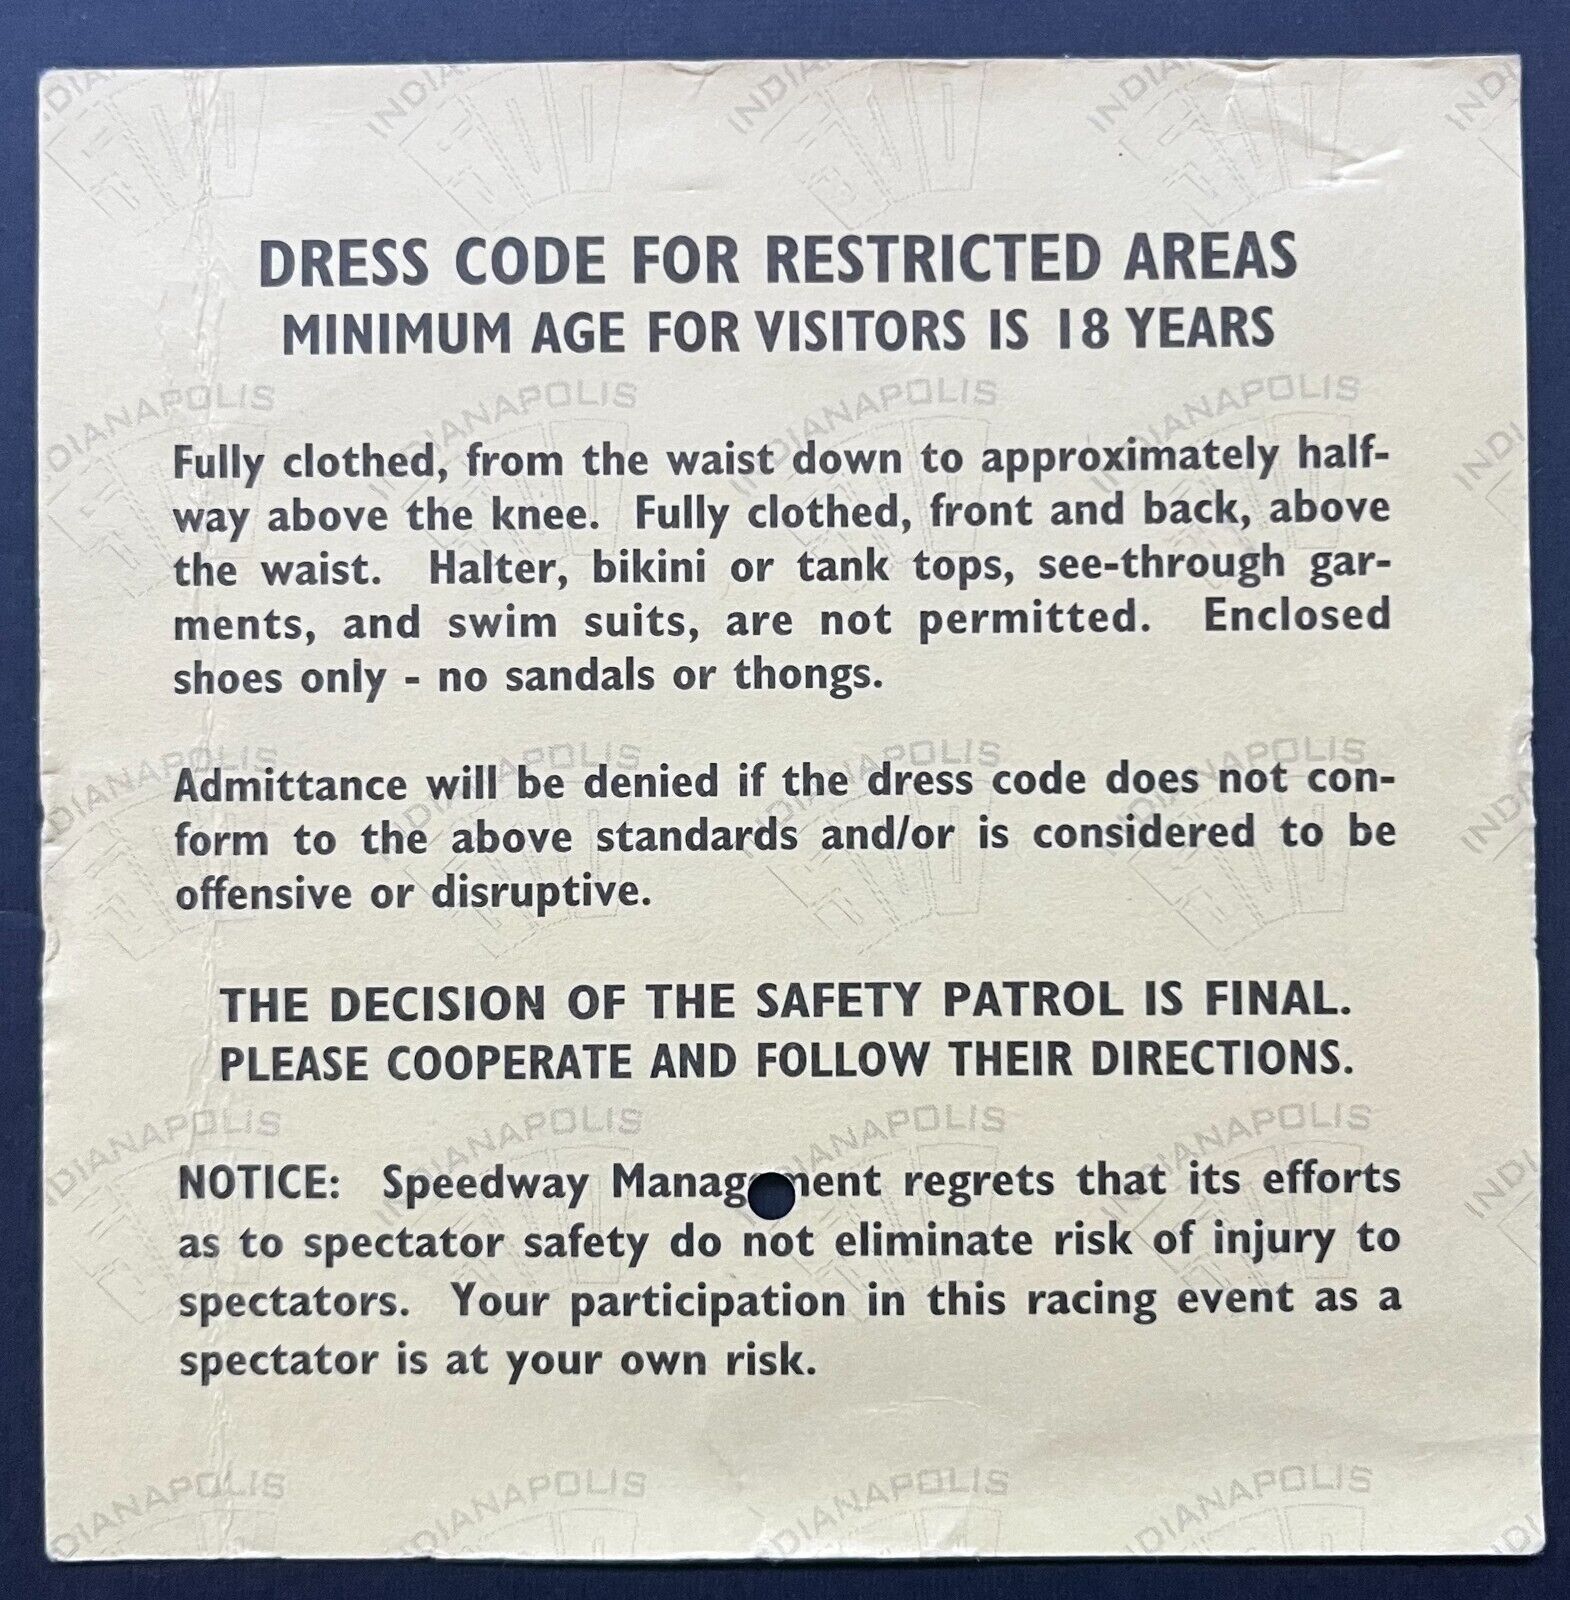 DRESS CODE FOR RESTRICTED AREAS
MINIMUM AGE FOR VISITORS IS 18 YEARS
Fully clothed, from the waist down to approximately half-
way above the knee. Fully clothed, front and back, above
the waist. Halter, bikini or tank tops, see-through gar-
ments, and swim suits, are not permitted. Enclosed
shoes only - no sandals or thongs.
Admittance will be denied if the dress code does not con-
form to the above standards and/or is considered to be
offensive or disruptive.
THE DECISION OF THE SAFETY PATROL IS FINAL.
PLEASE COOPERATE AND FOLLOW THEIR DIRECTIONS.
NOTICE: Speedway Management regrets that its efforts
as to spectator safety do not eliminate risk of injury to
spectators. Your participation in this racing event as a
spectator is at your own risk.
INDIANAPOLIS